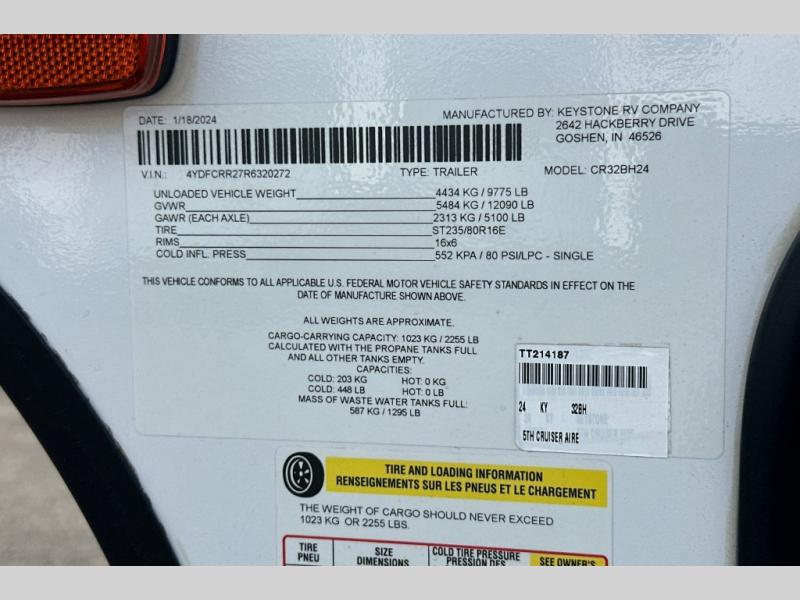 DATE: 1/18/2024
MANUFACTURED BY: KEYSTONE RV COMPANY
2642 HACKBERRY DRIVE
GOSHEN, IN 46526
V.I.N.: 4YDFCRR27R6320272 TYPE: TRAILER MODEL: CR32BH24
UNLOADED VEHICLE WEIGHT 4434 KG / 9775 LB
GVWR 5484 KG / 12090 LB
GAWR (EACH AXLE) 2313 KG / 5100 LB
TIRE ST235/80R16E
RIMS 16x6
COLD INFL. PRESS 552 KPA / 80 PSI/LPC - SINGLE
THIS VEHICLE CONFORMS TO ALL APPLICABLE U.S. FEDERAL MOTOR VEHICLE SAFETY STANDARDS IN EFFECT ON THE
DATE OF MANUFACTURE SHOWN ABOVE.
ALL WEIGHTS ARE APPROXIMATE.
CARGO-CARRYING CAPACITY: 1023 KG / 2255 LB
CALCULATED WITH THE PROPANE TANKS FULL
AND ALL OTHER TANKS EMPTY.
CAPACITIES:
COLD: 203 KG HOT: 0 KG
COLD: 448 LB HOT: 0 LB
MASS OF WASTE WATER TANKS FULL:
587 KG / 1295 LB
TT214187
24 KY 32BH
5TH CRUISER AIRE
TIRE AND LOADING INFORMATION
RENSEIGNEMENTS SUR LES PNEUS ET LE CHARGEMENT
THE WEIGHT OF CARGO SHOULD NEVER EXCEED
1023 KG OR 2255 LBS.
TIRE SIZE COLD TIRE PRESSURE SEE OWNER'S
PNEU DIMENSIONS PRESSION DES